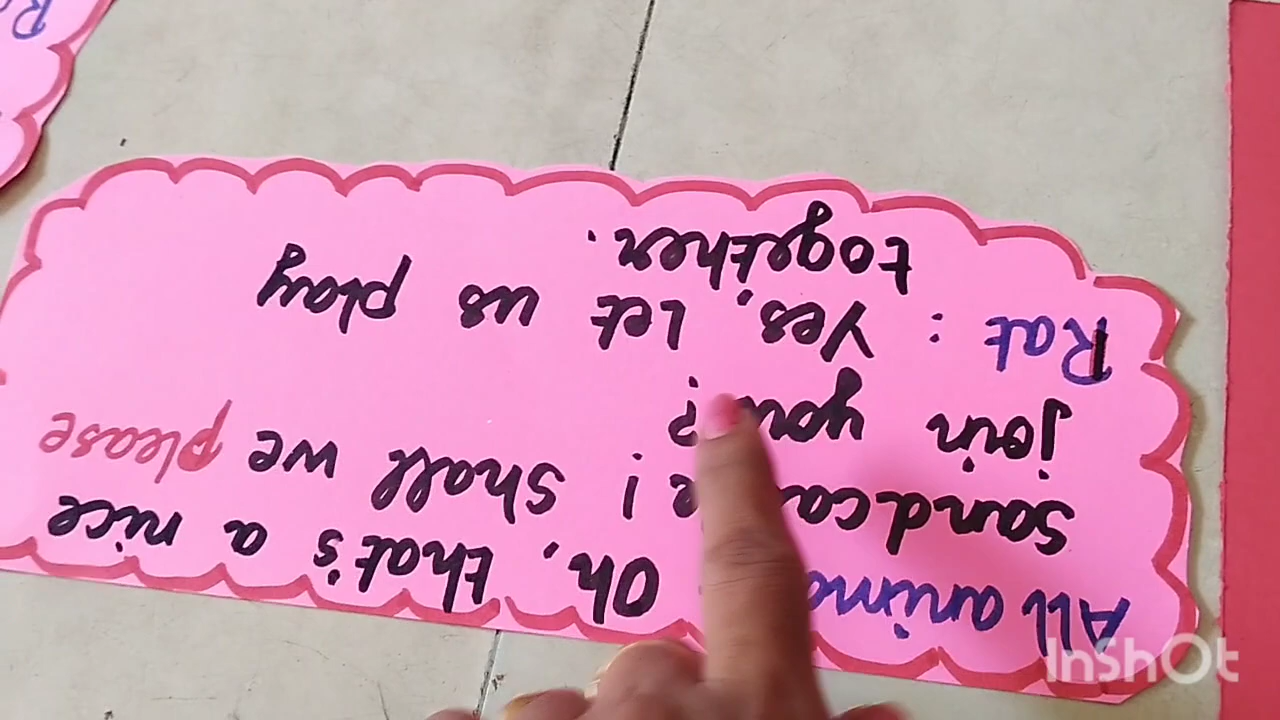 All Oh, that's a nice
! Shall we please
join you?
Rat : Yes, Let us play
together.
InShOt